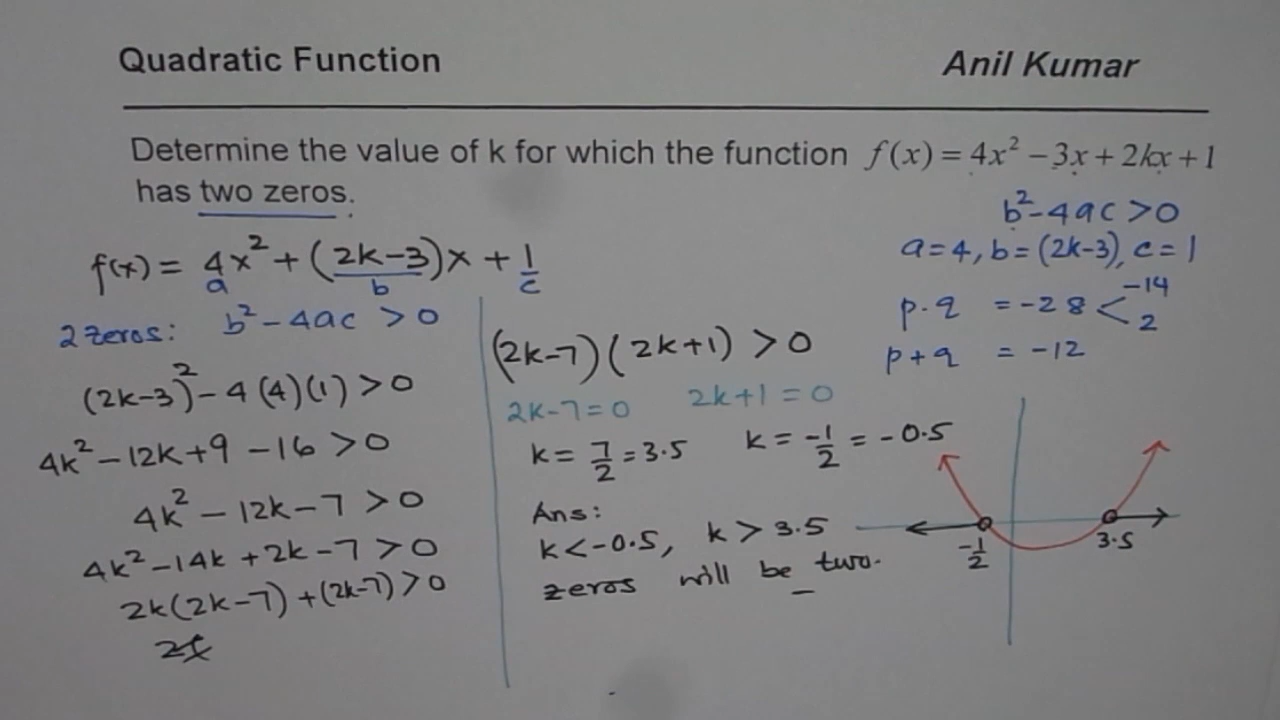 Quadratic Function Anil Kumar
Determine the value of k for which the function f(x) = 4x² − 3x + 2kx + 1
has two zeros.
f(x) = 4x² + (2k−3)x + 1
a b c
2 zeros: b² − 4ac > 0
(2k−3)² − 4(4)(1) > 0
4k² − 12k + 9 − 16 > 0
4k² − 12k − 7 > 0
4k² − 14k + 2k − 7 > 0
2k(2k−7) + (2k−7) > 0
(2k−7)(2k+1) > 0
2k−7 = 0 2k+1 = 0
k = 7/2 = 3.5 k = −1/2 = −0.5
Ans:
k < −0.5, k > 3.5
zeros will be two.
b² − 4ac > 0
a = 4, b = (2k−3), c = 1
p·q = −28 < −14 2
p+q = −12
−1/2 3.5